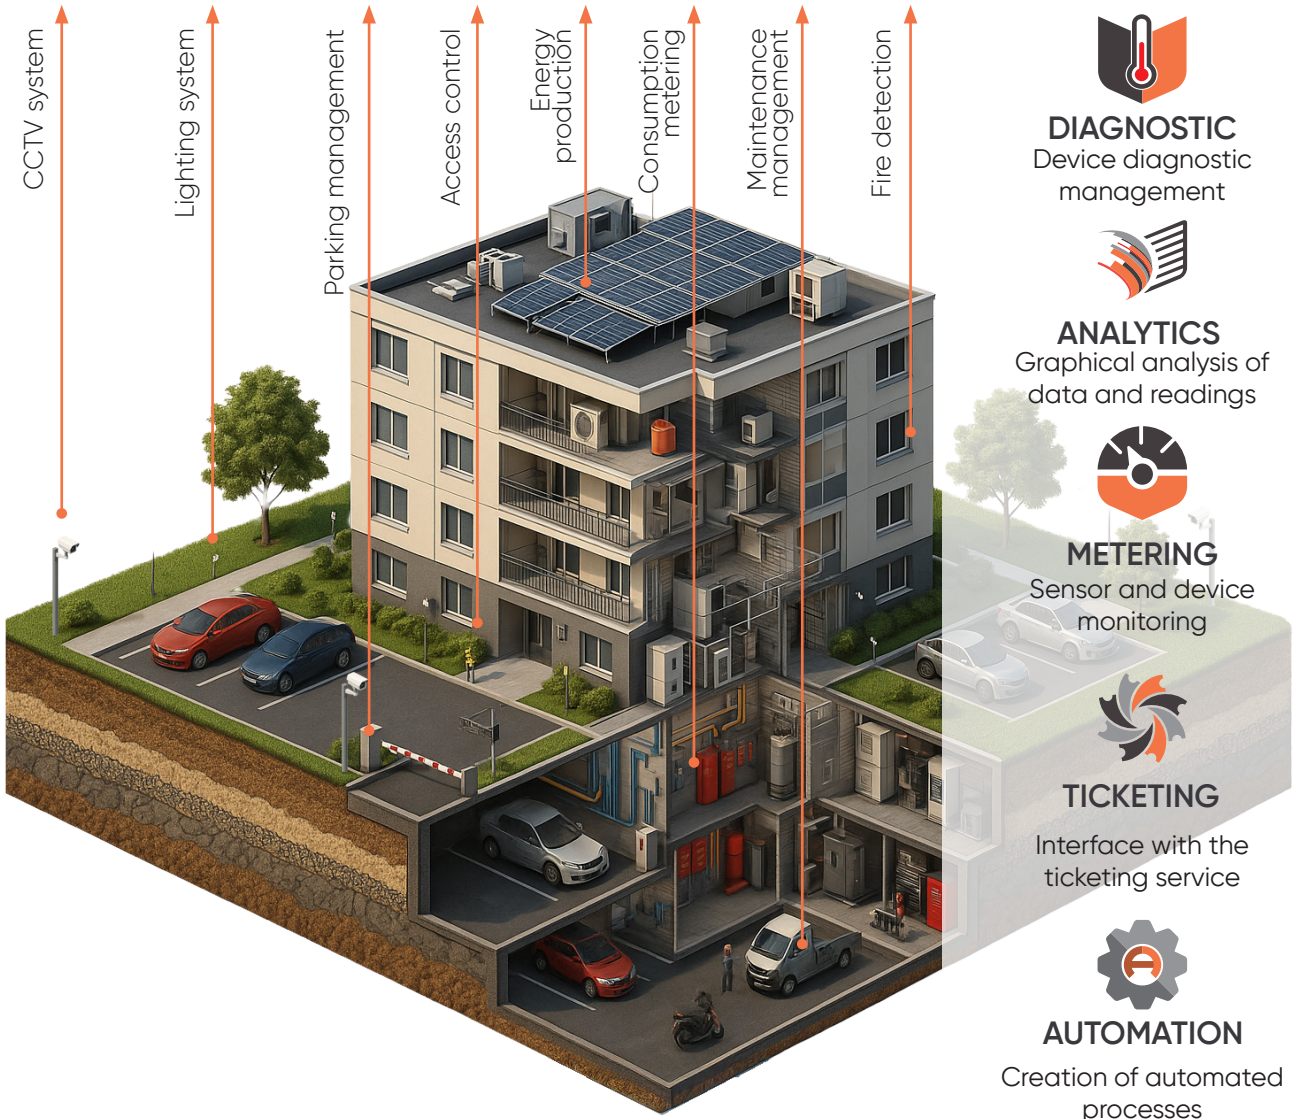 CCTV system
Lighting system
Parking management
Access control
Energy
production
Consumption
metering
Maintenance
management
Fire detection
DIAGNOSTIC
Device diagnostic
management
ANALYTICS
Graphical analysis of
data and readings
METERING
Sensor and device
monitoring
TICKETING
Interface with the
ticketing service
AUTOMATION
Creation of automated
processes